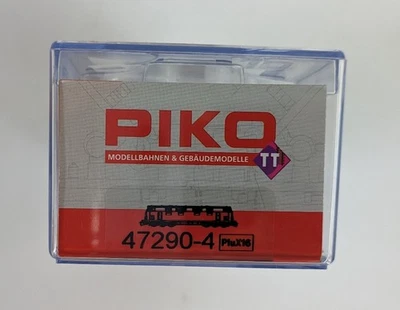 PIKO
MODELLBAHNEN & GEBÄUDEMODELLE
TT
47290-4 PluX16